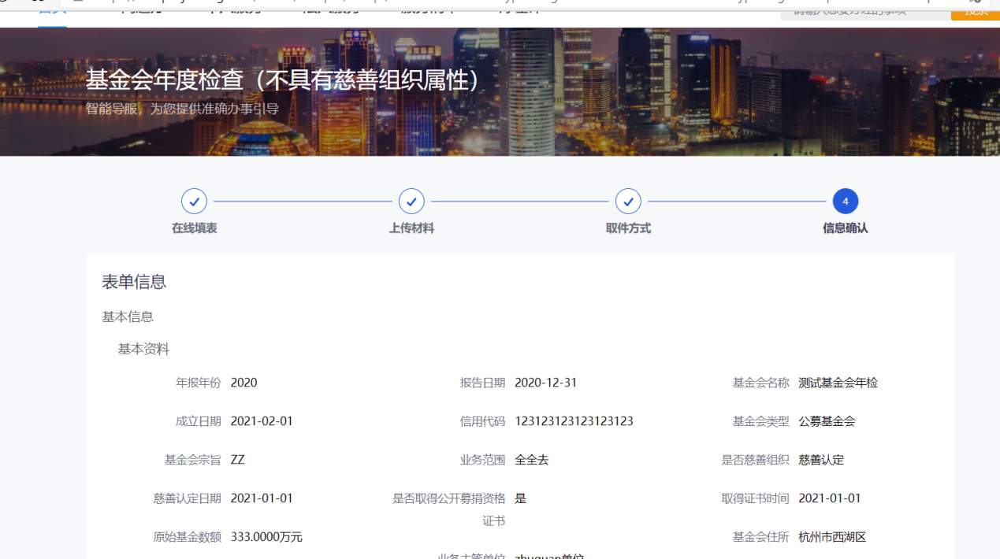 基金会年度检查（不具有慈善组织属性）
智能导服，为您提供准确办事引导
4
在线填表 上传材料 取件方式 信息确认
表单信息
基本信息
基本资料
年报年份 2020 报告日期 2020-12-31 基金会名称 测试基金会年检
成立日期 2021-02-01 信用代码 123123123123123123 基金会类型 公募基金会
基金会宗旨 ZZ 业务范围 全全去 是否慈善组织 慈善认定
慈善认定日期 2021-01-01 是否取得公开募捐资格 是 取得证书时间 2021-01-01
证书
原始基金数额 333.0000万元 基金会住所 杭州市西湖区
业务主管单位 zhuguan单位